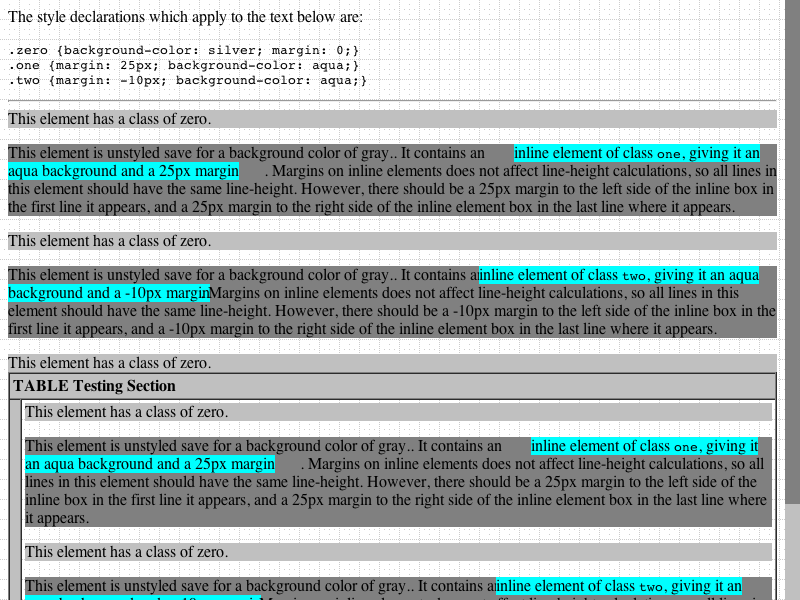 The style declarations which apply to the text below are:
.zero {background-color: silver; margin: 0;}
.one {margin: 25px; background-color: aqua;}
.two {margin: -10px; background-color: aqua;}
This element has a class of zero.
This element is unstyled save for a background color of gray.. It contains an inline element of class one, giving it an
aqua background and a 25px margin. Margins on inline elements does not affect line-height calculations, so all lines in
this element should have the same line-height. However, there should be a 25px margin to the left side of the inline box in
the first line it appears, and a 25px margin to the right side of the inline element box in the last line where it appears.
This element has a class of zero.
This element is unstyled save for a background color of gray.. It contains a inline element of class two, giving it an aqua
background and a -10px margin Margins on inline elements does not affect line-height calculations, so all lines in this
element should have the same line-height. However, there should be a -10px margin to the left side of the inline box in the
first line it appears, and a -10px margin to the right side of the inline element box in the last line where it appears.
This element has a class of zero.
TABLE Testing Section
This element has a class of zero.
This element is unstyled save for a background color of gray.. It contains an inline element of class one, giving it
an aqua background and a 25px margin. Margins on inline elements does not affect line-height calculations, so all
lines in this element should have the same line-height. However, there should be a 25px margin to the left side of the
inline box in the first line it appears, and a 25px margin to the right side of the inline element box in the last line where
it appears.
This element has a class of zero.
This element is unstyled save for a background color of gray.. It contains a inline element of class two, giving it an